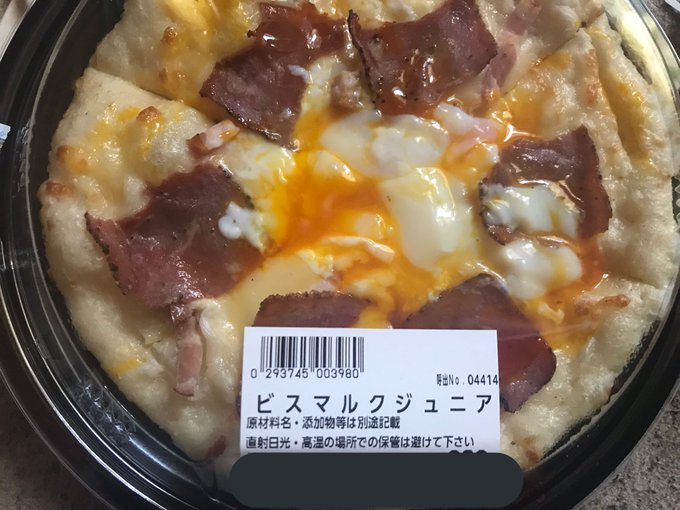 0 293745 003980
呼出No. 04414
ビスマルクジュニア
原材料名・添加物等は別途記載
直射日光・高温の場所での保管は避けて下さい